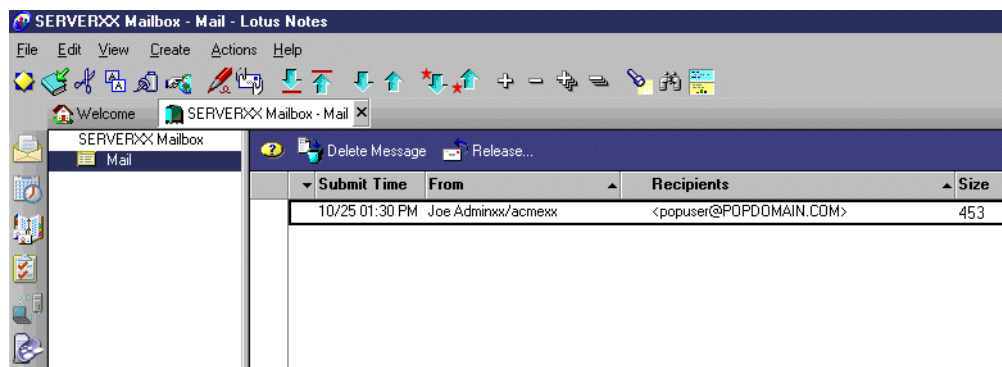 SERVERXX Mailbox - Mail - Lotus Notes
File Edit View Create Actions Help
Welcome SERVERXX Mailbox - Mail
SERVERXX Mailbox
Mail
Delete Message Release...
Submit Time From Recipients Size
10/25 01:30 PM Joe Adminxx/acmexx <popuser@POPDOMAIN.COM> 453